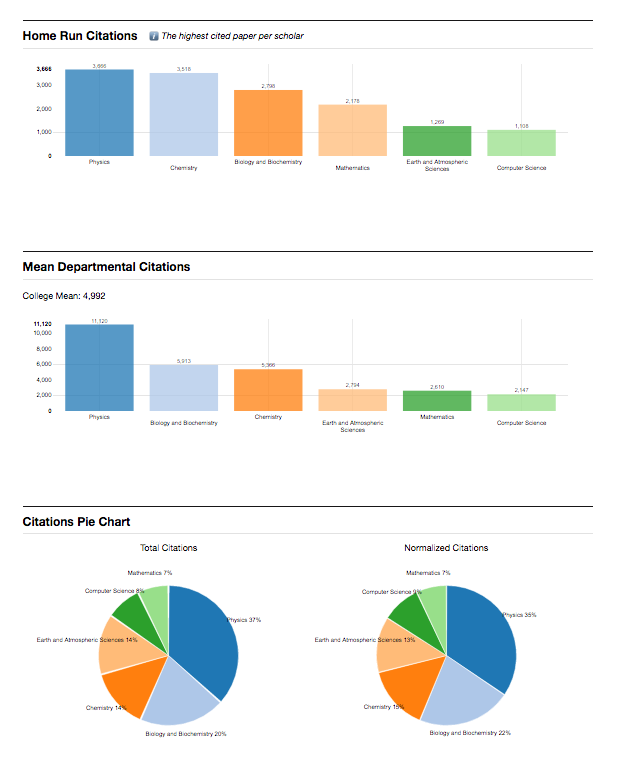 Home Run Citations i The highest cited paper per scholar
3,666
3,000
2,000
1,000
0
3,666
3,518
2,798
2,178
1,269
1,108
Physics
Chemistry
Biology and Biochemistry
Mathematics
Earth and Atmospheric
Sciences
Computer Science
Mean Departmental Citations
College Mean: 4,992
11,120
10,000
8,000
6,000
4,000
2,000
0
11,120
5,913
5,366
2,794
2,610
2,147
Physics
Biology and Biochemistry
Chemistry
Earth and Atmospheric
Sciences
Mathematics
Computer Science
Citations Pie Chart
Total Citations
Mathematics 7%
Computer Science 8%
Physics 37%
Earth and Atmospheric Sciences 14%
Chemistry 14%
Biology and Biochemistry 20%
Normalized Citations
Mathematics 7%
Computer Science 9%
Physics 35%
Earth and Atmospheric Sciences 13%
Chemistry 15%
Biology and Biochemistry 22%